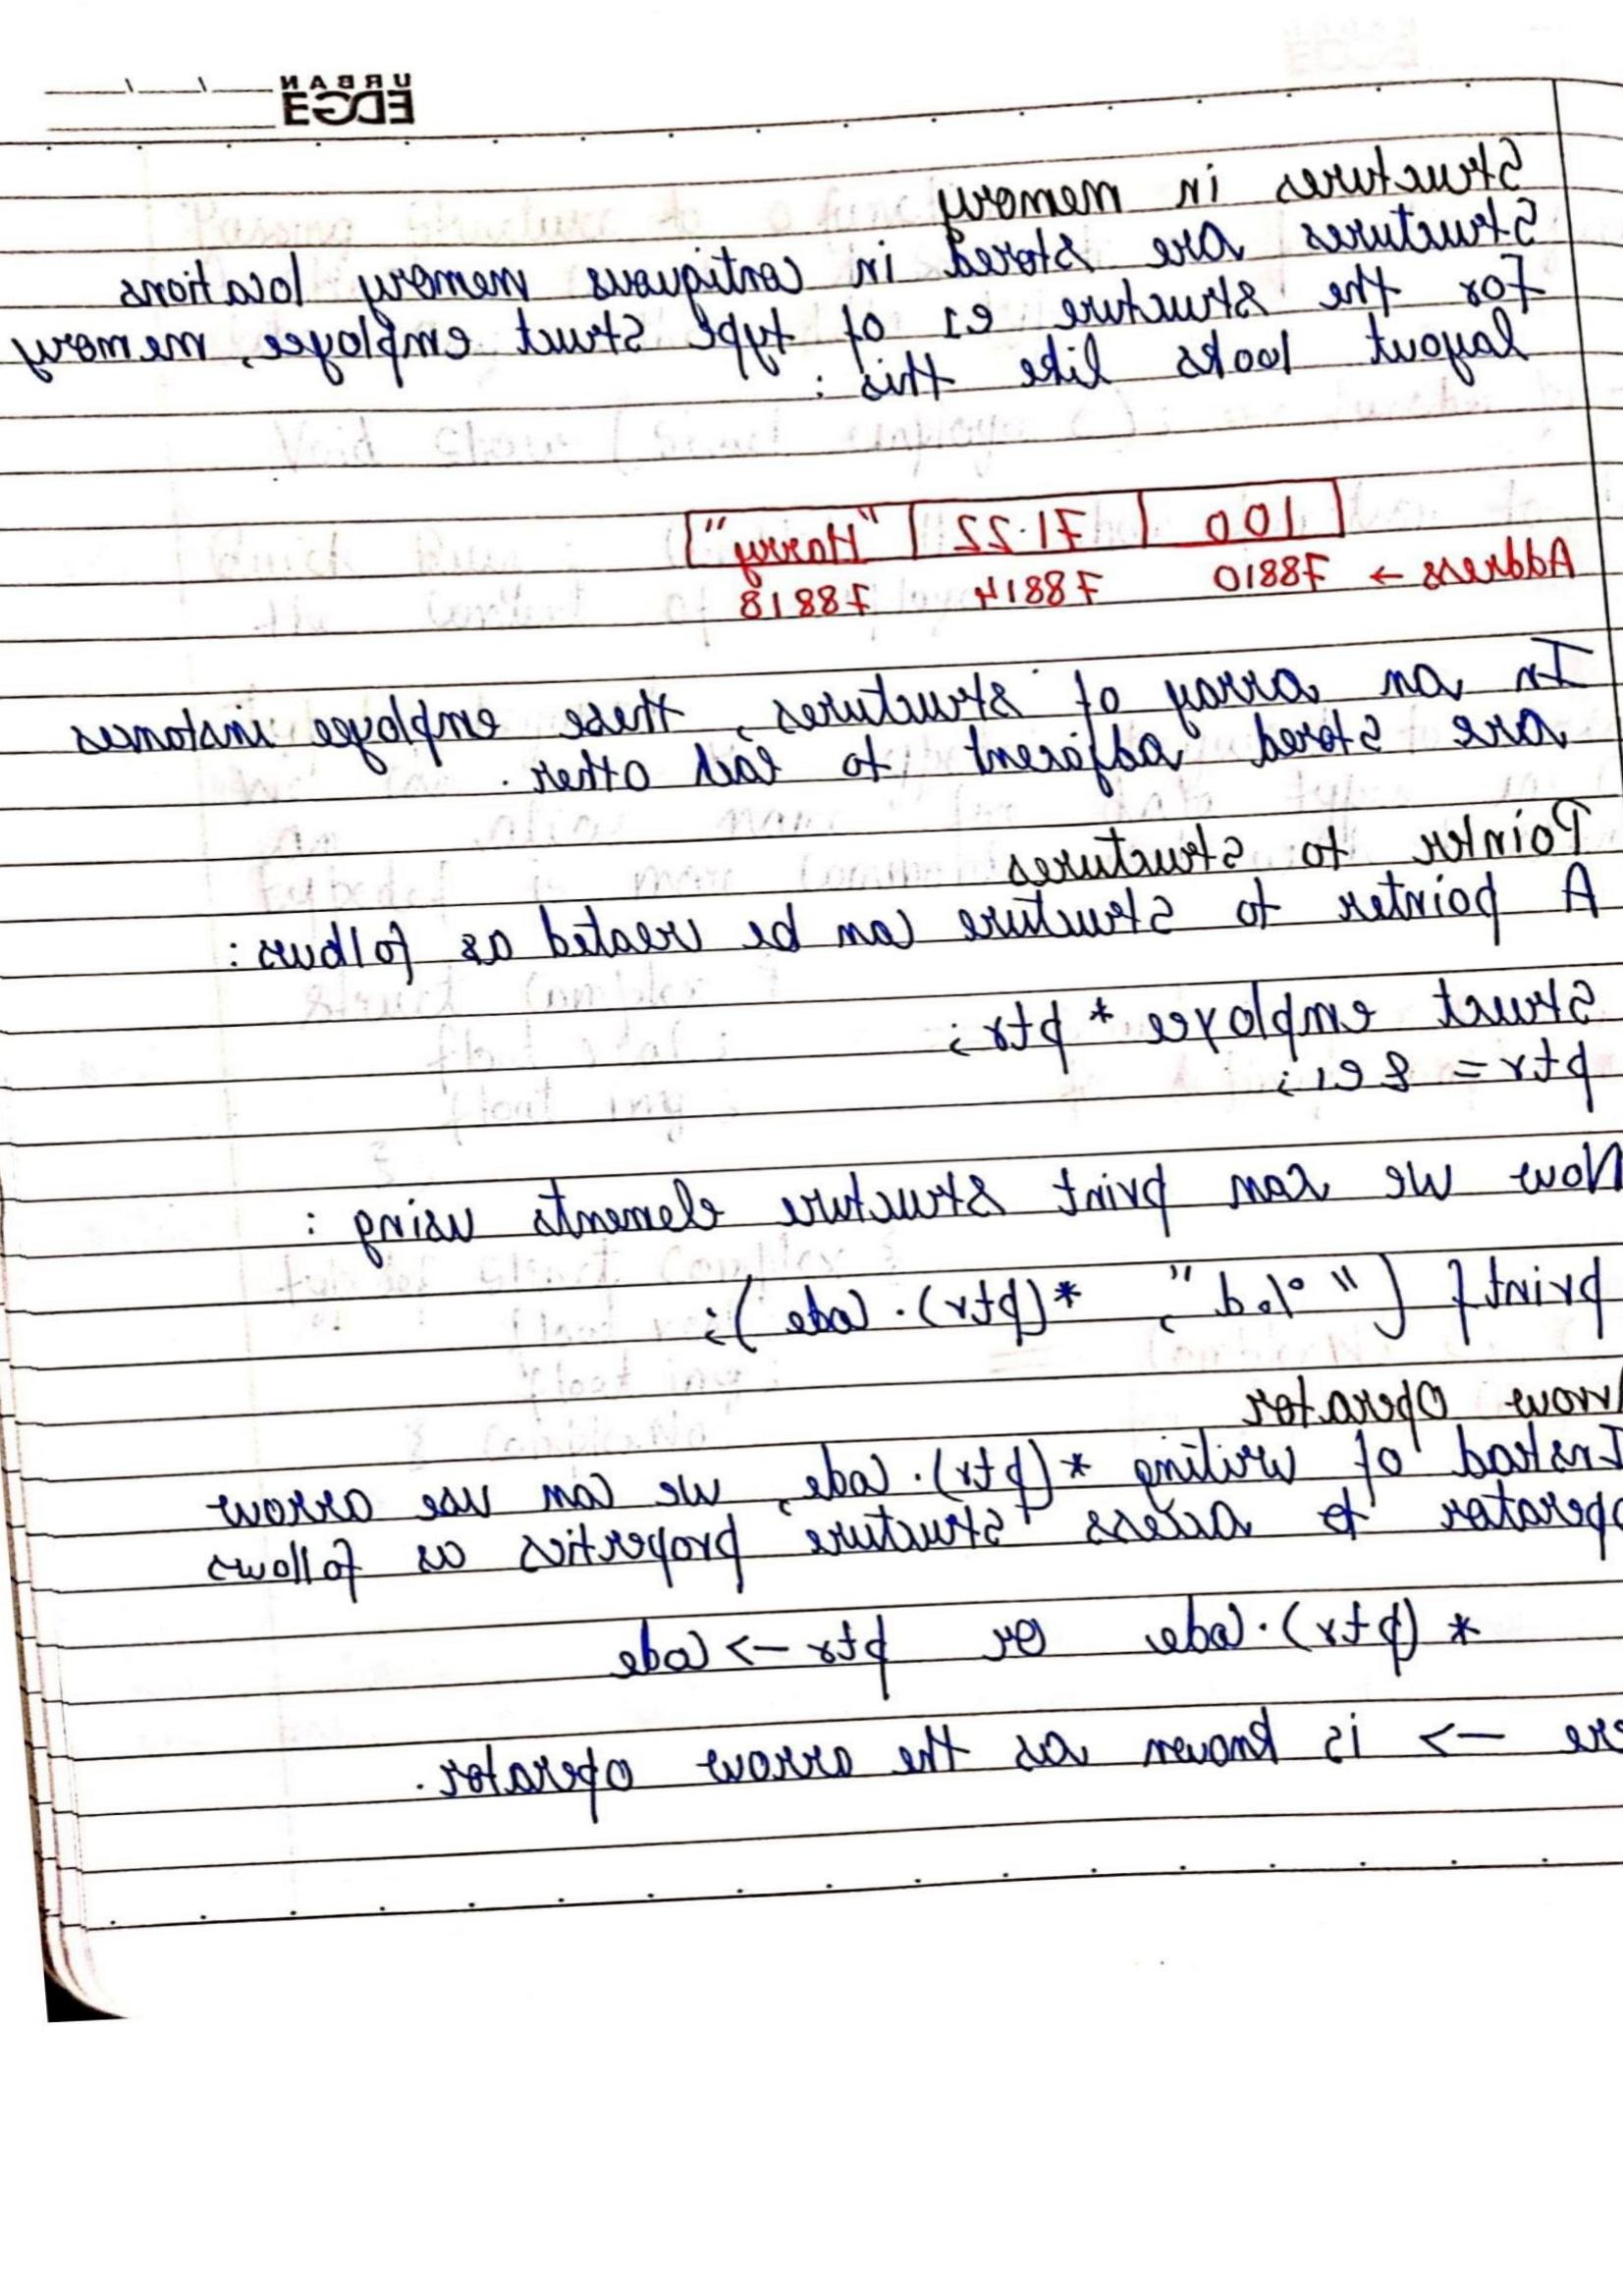 URBAN
EDGE
Structures in memory
Structures are stored in contiguous memory locations
For the structure e1 of type struct employee, memory
layout looks like this :
100 | 71.22 | "Harry"
Address → 78810 78814 78818
In an array of structures, these employee instances
are stored adjacent to each other .
Pointer to structures
A pointer to structure can be created as follows :
Struct employee * ptr ;
ptr = & e1 ;
Now we can print structure elements using :
printf ( "%d", *(ptr).code ) ;
rrow operator
Instead of writing *(ptr).code, we can use arrow
operator to access structure properties as follows
* (ptr).code or ptr -> code
ere -> is known as the arrow operator.